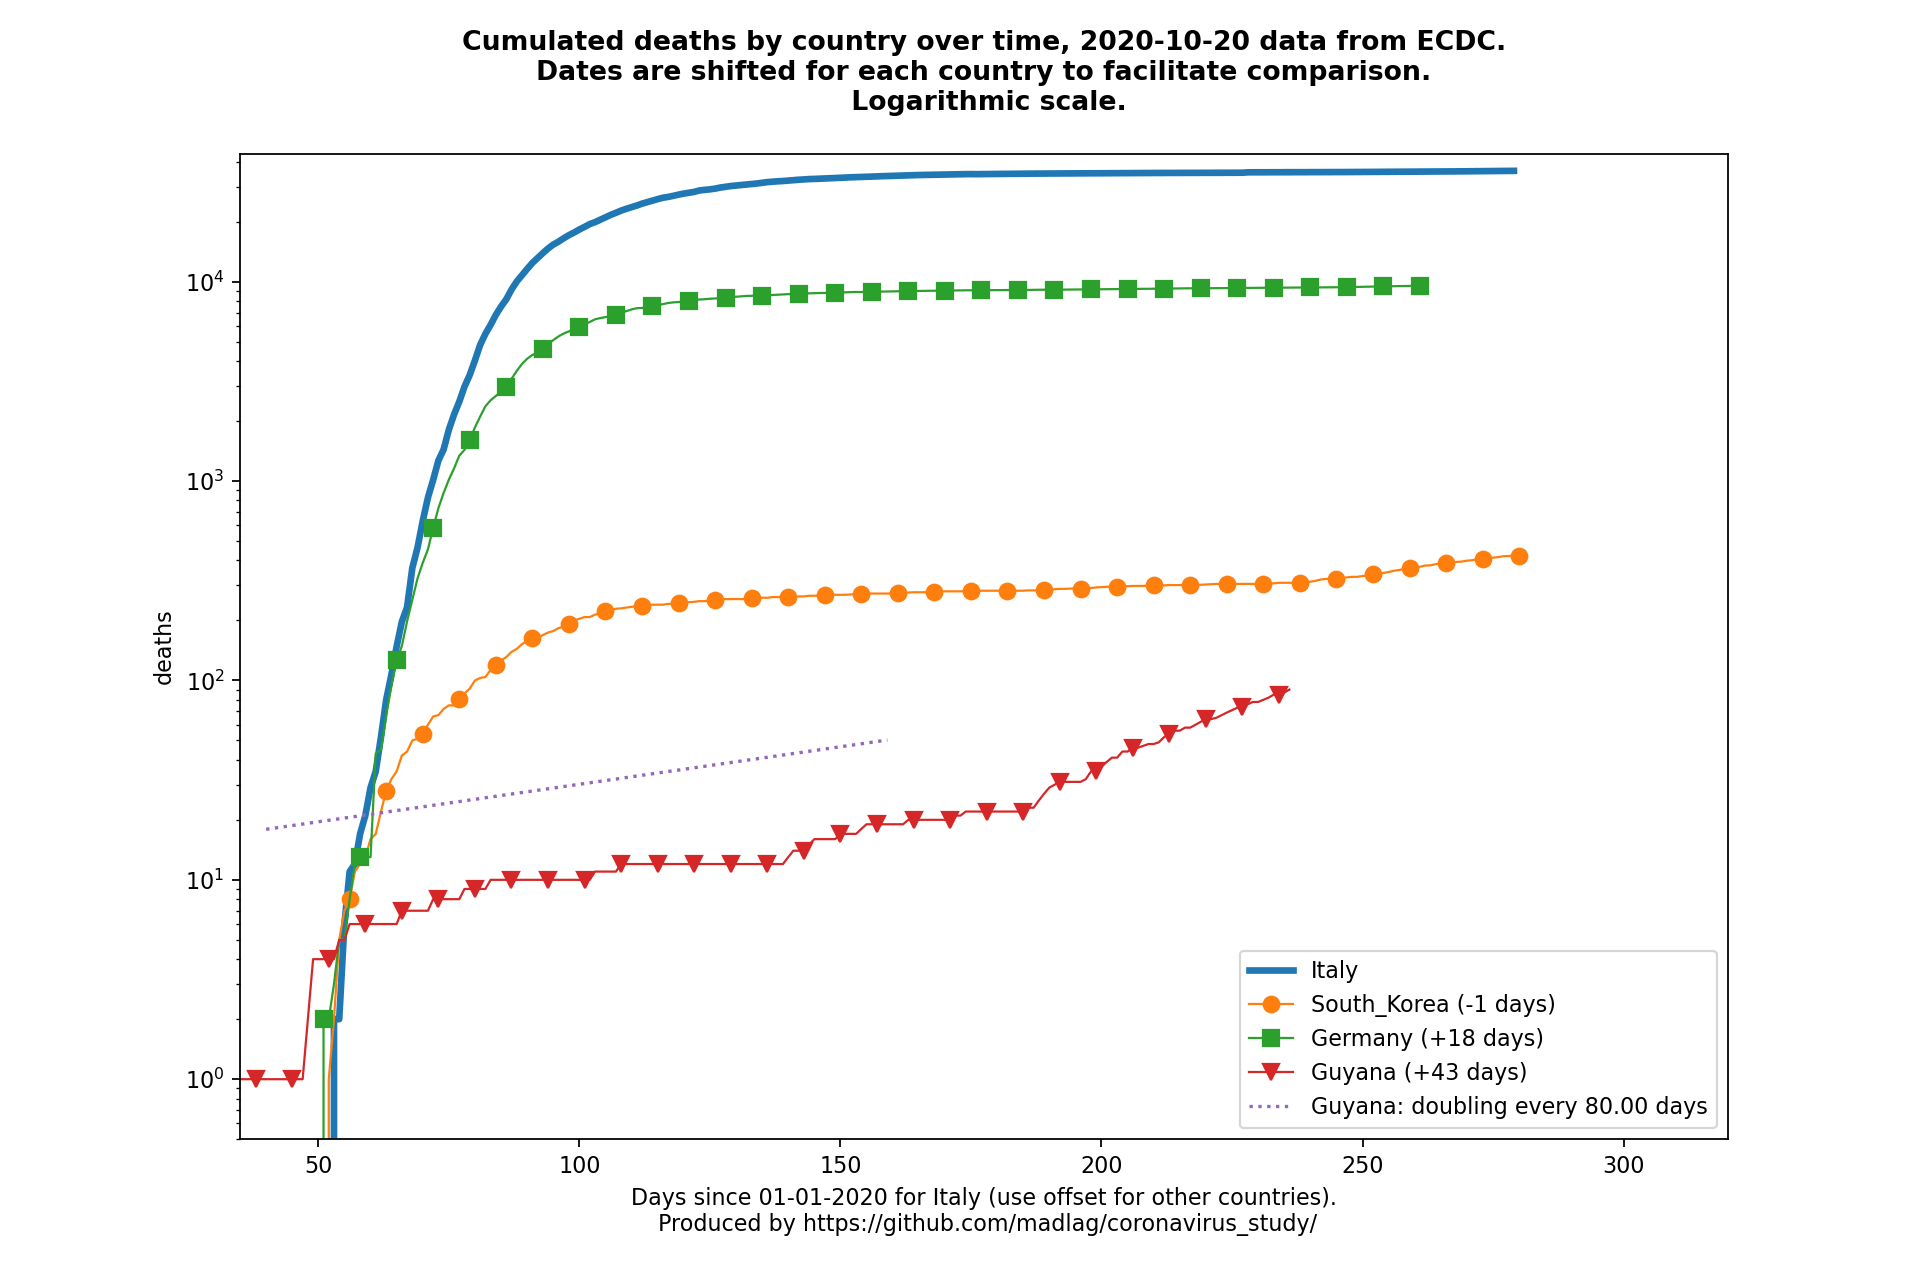 Cumulated deaths by country over time, 2020-10-20 data from ECDC.
Dates are shifted for each country to facilitate comparison.
Logarithmic scale.
deaths
10^4
10^3
10^2
10^1
10^0
Italy
South_Korea (-1 days)
Germany (+18 days)
Guyana (+43 days)
Guyana: doubling every 80.00 days
50 100 150 200 250 300
Days since 01-01-2020 for Italy (use offset for other countries).
Produced by https://github.com/madlag/coronavirus_study/